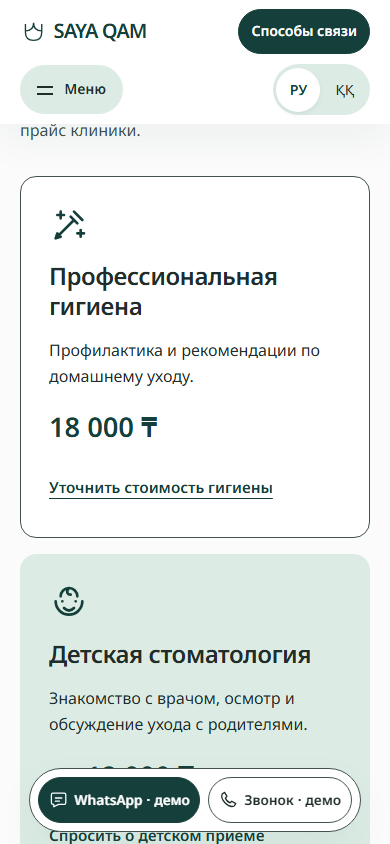 SAYA QAM
Способы связи
Меню
РУ
ҚҚ
прайс клиники.
Профессиональная
гигиена
Профилактика и рекомендации по
домашнему уходу.
18 000 ₸
Уточнить стоимость гигиены
Детская стоматология
Знакомство с врачом, осмотр и
обсуждение ухода с родителями.
WhatsApp · демо
Звонок · демо
Спросить о детском приёме